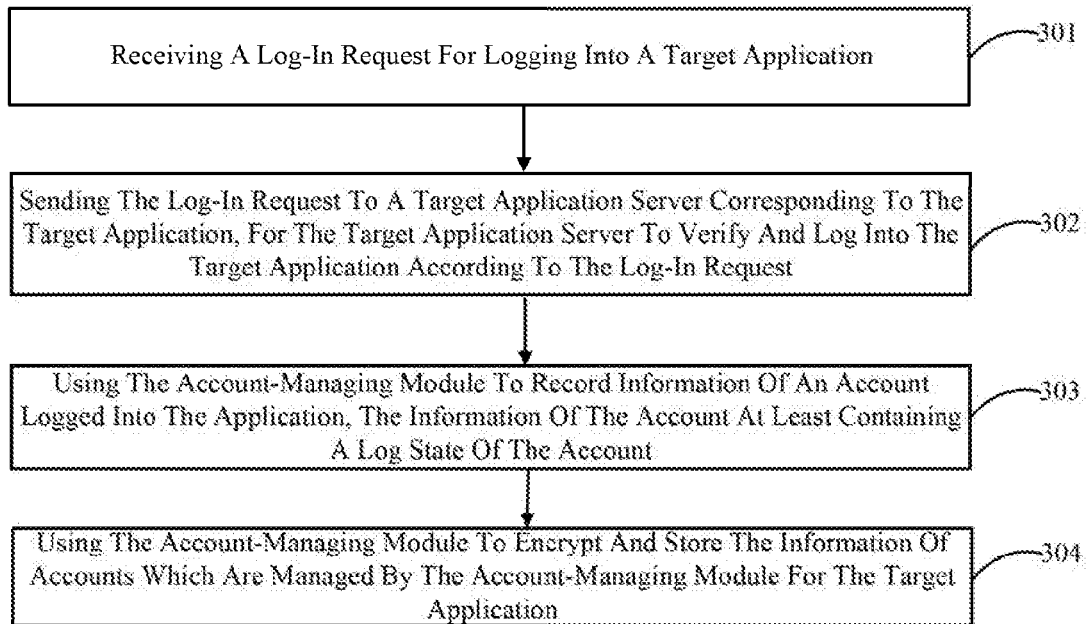 Receiving A Log-In Request For Logging Into A Target Application
301
Sending The Log-In Request To A Target Application Server Corresponding To The
Target Application, For The Target Application Server To Verify And Log Into The
Target Application According To The Log-In Request
302
Using The Account-Managing Module To Record Information Of An Account
Logged Into The Application, The Information Of The Account At Least Containing
A Log State Of The Account
303
Using The Account-Managing Module To Encrypt And Store The Information Of
Accounts Which Are Managed By The Account-Managing Module For The Target
Application
304